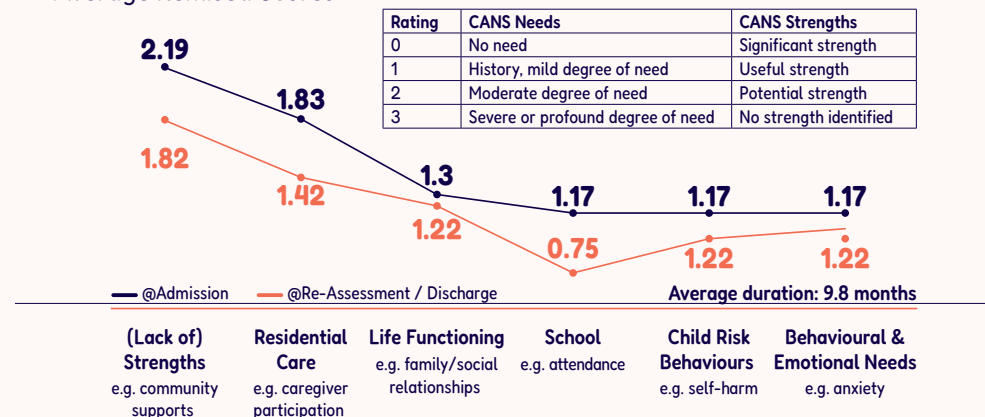 Rating CANS Needs CANS Strengths
0 No need Significant strength
1 History, mild degree of need Useful strength
2 Moderate degree of need Potential strength
3 Severe or profound degree of need No strength identified
2.19
1.83
1.3
1.17 1.17 1.17
1.82
1.42
1.22
0.75
1.22 1.22
@Admission @Re-Assessment / Discharge Average duration: 9.8 months
(Lack of)
Strengths
e.g. community
supports
Residential
Care
e.g. caregiver
participation
Life Functioning
e.g. family/social
relationships
School
e.g. attendance
Child Risk
Behaviours
e.g. self-harm
Behavioural &
Emotional Needs
e.g. anxiety